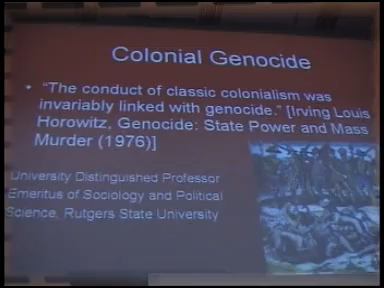 Colonial Genocide
• "The conduct of classic colonialism was
invariably linked with genocide." [Irving Louis
Horowitz, Genocide: State Power and Mass
Murder (1976)]
University Distinguished Professor
Emeritus of Sociology and Political
Science, Rutgers State University